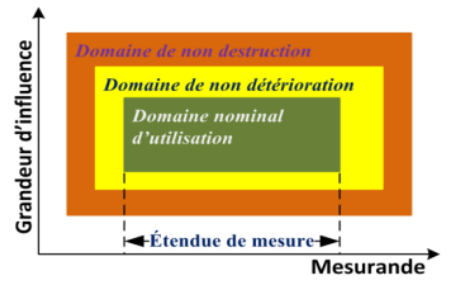 Grandeur d'influence
Domaine de non destruction
Domaine de non détérioration
Domaine nominal
d'utilisation
Étendue de mesure
Mesurande